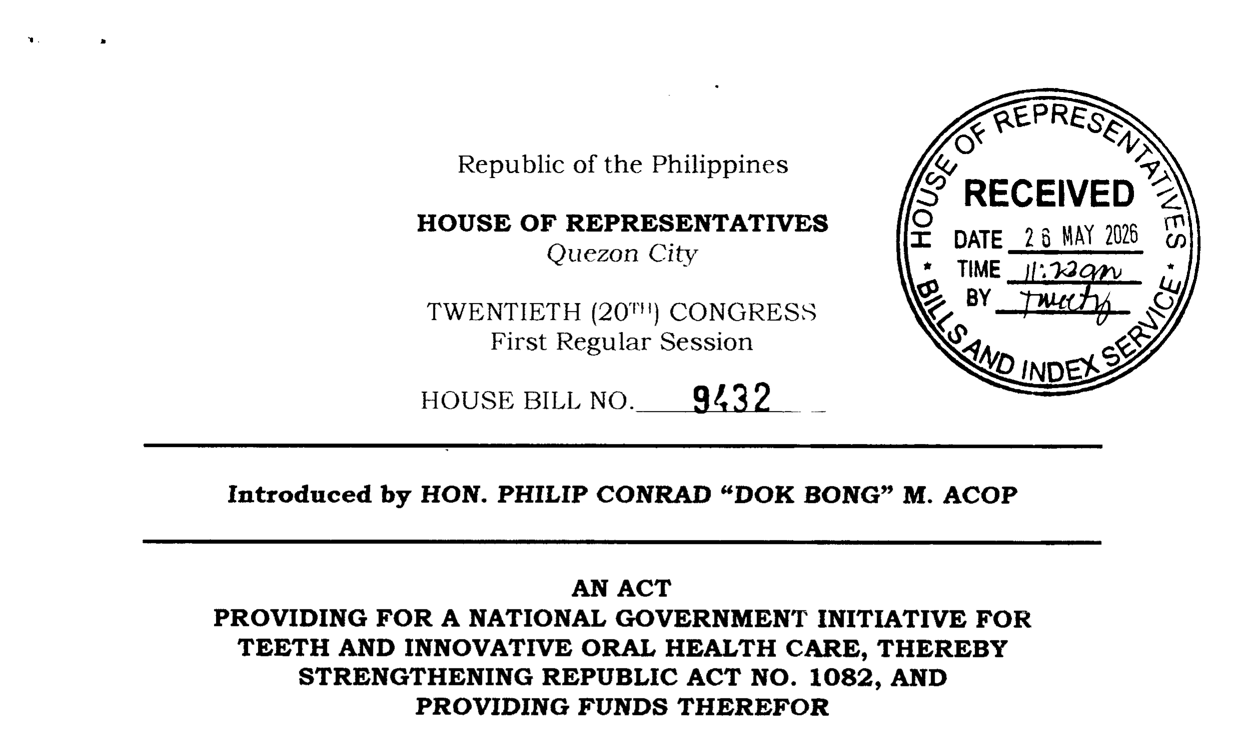 Republic of the Philippines
HOUSE OF REPRESENTATIVES
Quezon City
TWENTIETH (20TH) CONGRESS
First Regular Session
HOUSE BILL NO. 9432
HOUSE OF REPRESENTATIVES
RECEIVED
DATE 26 MAY 2026
TIME 11:22am
BY Tweety
* BILLS AND INDEX SERVICE *
Introduced by HON. PHILIP CONRAD “DOK BONG” M. ACOP
AN ACT
PROVIDING FOR A NATIONAL GOVERNMENT INITIATIVE FOR
TEETH AND INNOVATIVE ORAL HEALTH CARE, THEREBY
STRENGTHENING REPUBLIC ACT NO. 1082, AND
PROVIDING FUNDS THEREFOR